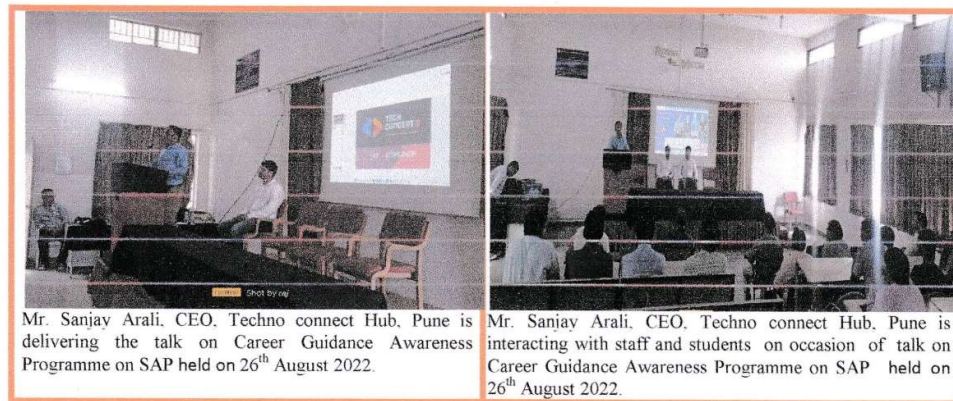 TECH
Shot by
Mr. Sanjay Arali, CEO, Techno connect Hub, Pune is
delivering the talk on Career Guidance Awareness
Programme on SAP held on 26th August 2022.
Mr. Sanjay Arali, CEO, Techno connect Hub, Pune is
interacting with staff and students on occasion of talk on
Career Guidance Awareness Programme on SAP held on
26th August 2022.